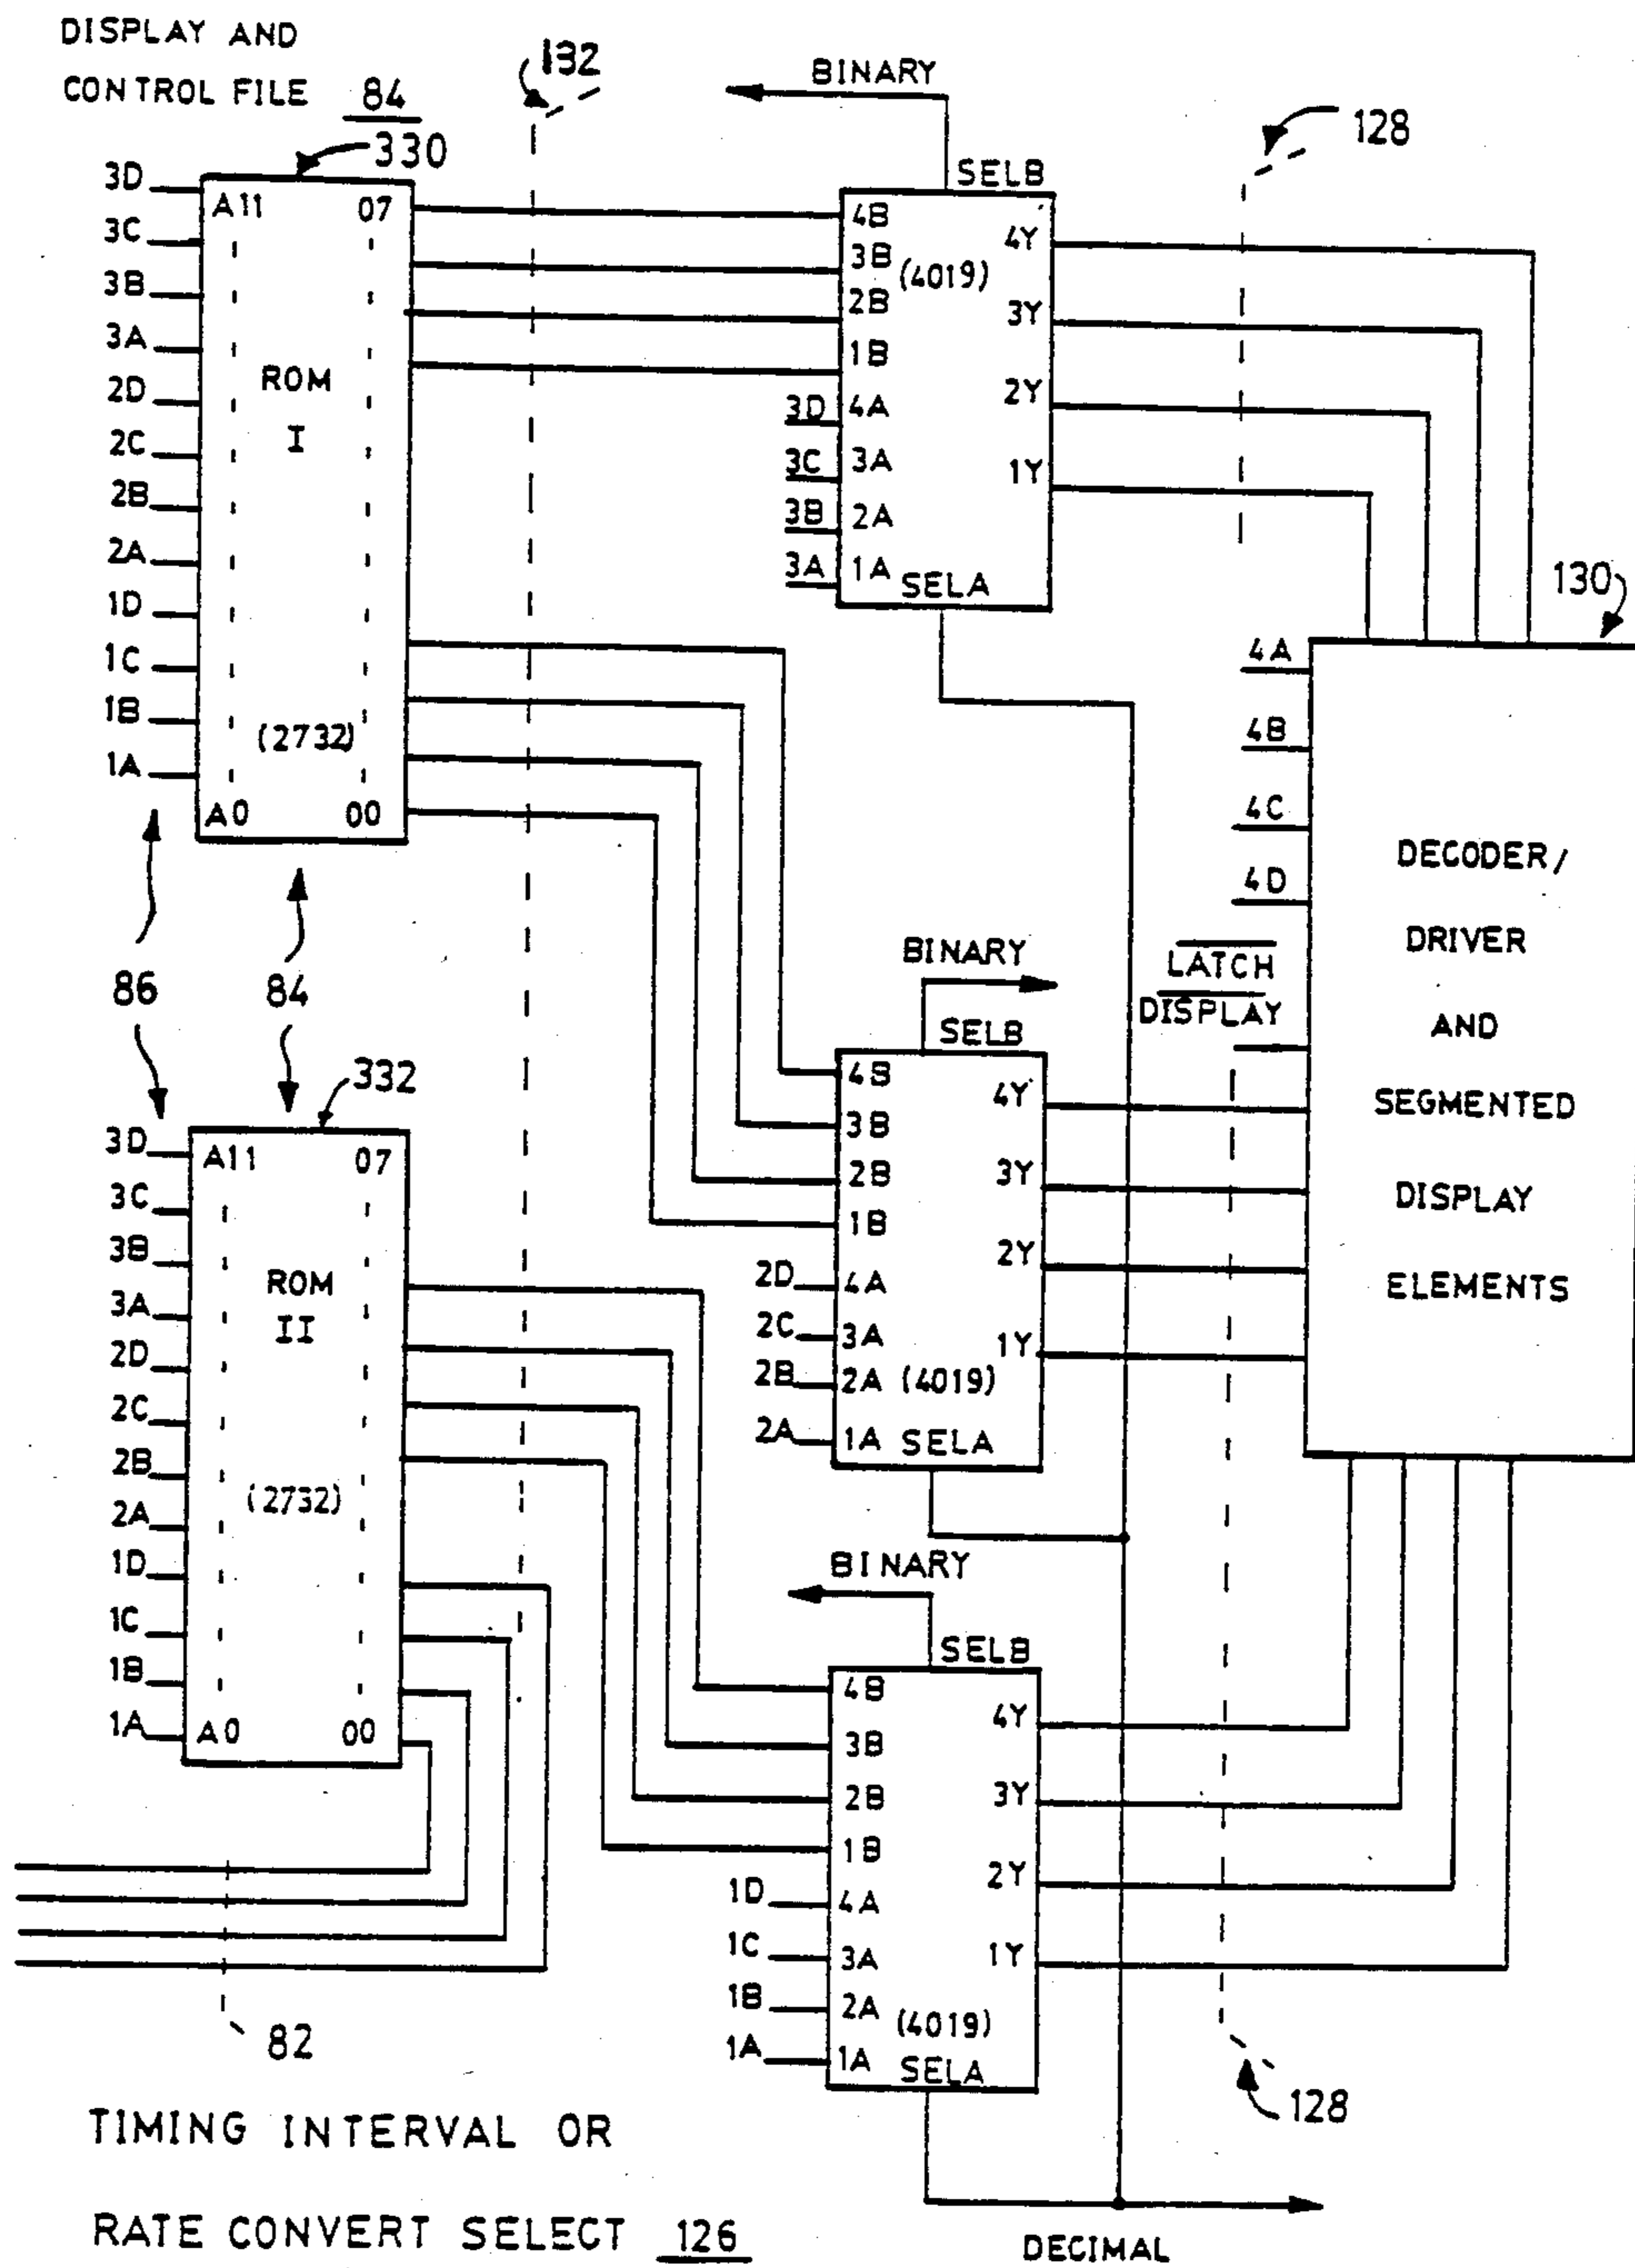 DISPLAY AND
CONTROL FILE 84
132
BINARY
128
330
3D
3C
3B
3A
2D
2C
2B
2A
1D
1C
1B
1A
A11 07
ROM
I
(2732)
A0 00
SELB
4B
3B (4019)
2B
1B
3D 4A
3C 3A
3B 2A
3A 1A
SELA
4Y
3Y
2Y
1Y
130
4A
4B
4C
4D
LATCH
DISPLAY
DECODER/
DRIVER
AND
SEGMENTED
DISPLAY
ELEMENTS
86 84
332
3D
3C
3B
3A
2D
2C
2B
2A
1D
1C
1B
1A
A11 07
ROM
II
(2732)
A0 00
BINARY
SELB
4B
3B
2B
1B
2D 4A
2C 3A
2B 2A (4019)
2A 1A SELA
4Y
3Y
2Y
1Y
BINARY
SELB
4B
3B
2B
1B
1D 4A
1C 3A
1B 2A (4019)
1A 1A SELA
4Y
3Y
2Y
1Y
82
128
TIMING INTERVAL OR
RATE CONVERT SELECT 126
DECIMAL